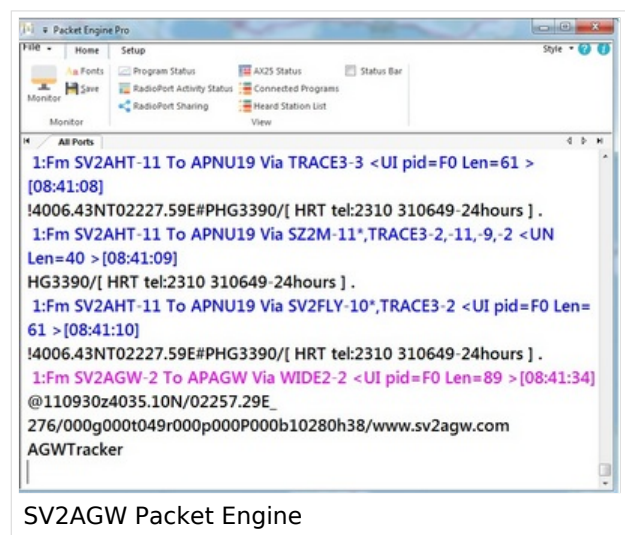 Packet Engine Pro
File Home Setup Style
Fonts Program Status AX25 Status Status Bar
Monitor Save RadioPort Activity Status Connected Programs
RadioPort Sharing Heard Station List
Monitor View
All Ports
1:Fm SV2AHT-11 To APNU19 Via TRACE3-3 <UI pid=F0 Len=61 >
[08:41:08]
!4006.43NT02227.59E#PHG3390/[ HRT tel:2310 310649-24hours ] .
1:Fm SV2AHT-11 To APNU19 Via SZ2M-11*,TRACE3-2,-11,-9,-2 <UN
Len=40 >[08:41:09]
HG3390/[ HRT tel:2310 310649-24hours ] .
1:Fm SV2AHT-11 To APNU19 Via SV2FLY-10*,TRACE3-2 <UI pid=F0 Len=
61 >[08:41:10]
!4006.43NT02227.59E#PHG3390/[ HRT tel:2310 310649-24hours ] .
1:Fm SV2AGW-2 To APAGW Via WIDE2-2 <UI pid=F0 Len=89 >[08:41:34]
@110930z4035.10N/02257.29E_
276/000g000t049r000p000P000b10280h38/www.sv2agw.com
AGWTracker
SV2AGW Packet Engine